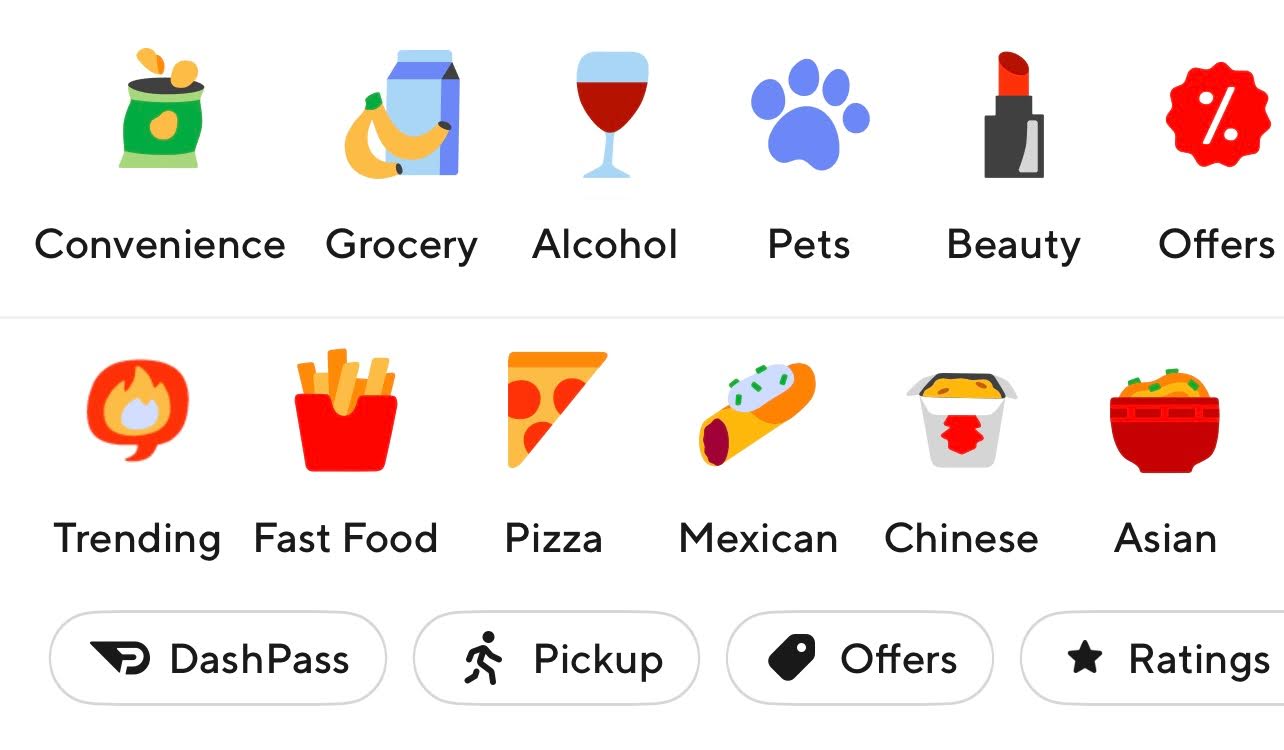 Convenience Grocery Alcohol Pets Beauty Offers
Trending Fast Food Pizza Mexican Chinese Asian
DashPass Pickup Offers Ratings